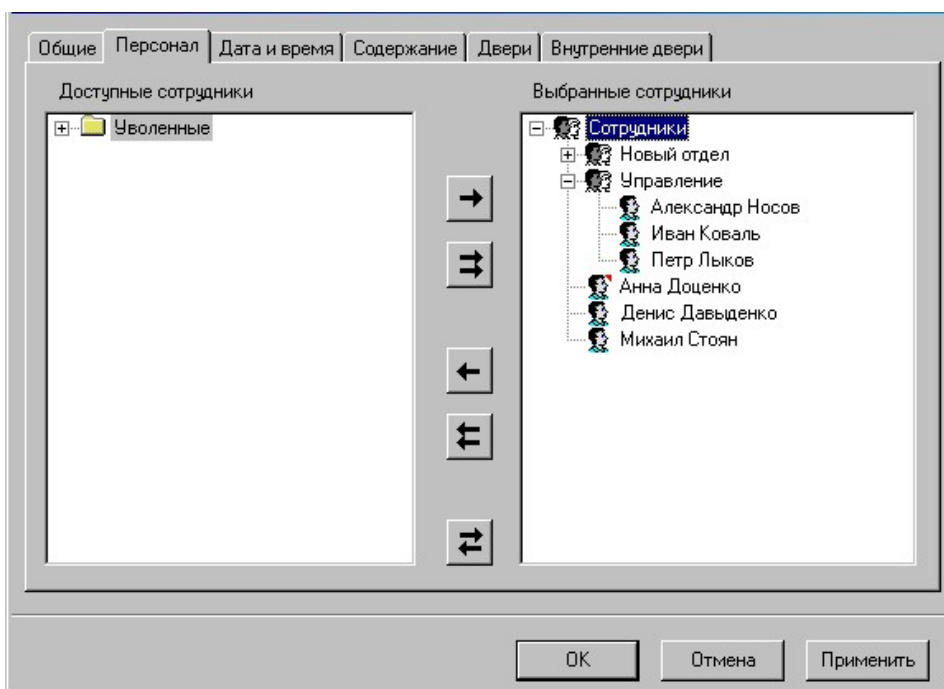 Общие Персонал Дата и время Содержание Двери Внутренние двери
Доступные сотрудники
Уволенные
Выбранные сотрудники
Сотрудники
Новый отдел
Управление
Александр Носов
Иван Коваль
Петр Лыков
Анна Доценко
Денис Давыденко
Михаил Стоян
OK Отмена Применить